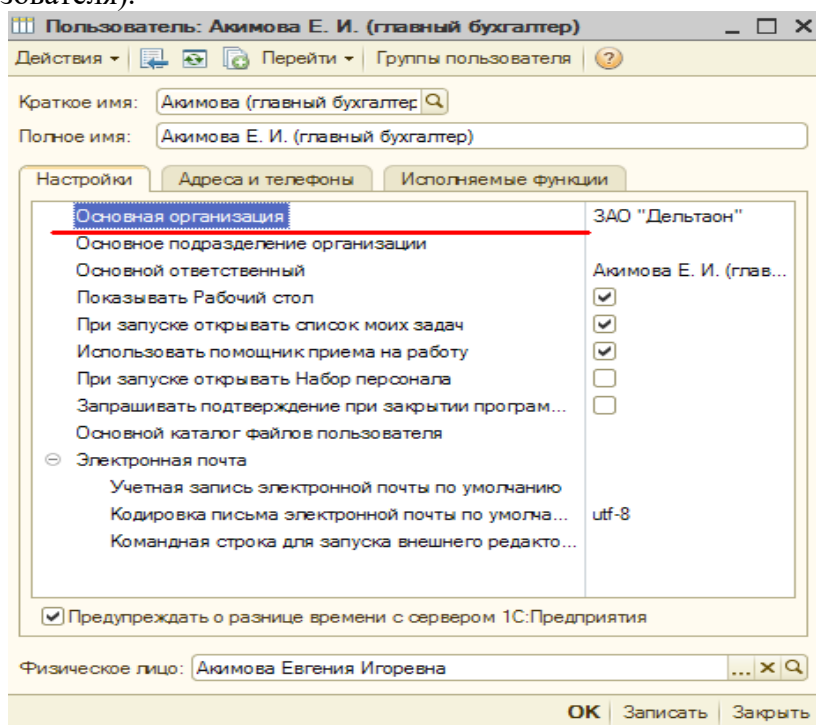 зователя).
Пользователь: Акимова Е. И. (главный бухгалтер)
Действия Перейти Группы пользователя ?
Краткое имя: Акимова (главный бухгалтер
Полное имя: Акимова Е. И. (главный бухгалтер)
Настройки Адреса и телефоны Исполняемые функции
Основная организация ЗАО "Дельтаон"
Основное подразделение организации
Основной ответственный Акимова Е. И. (глав...
Показывать Рабочий стол
При запуске открывать список моих задач
Использовать помощник приема на работу
При запуске открывать Набор персонала
Запрашивать подтверждение при закрытии програм...
Основной каталог файлов пользователя
Электронная почта
Учетная запись электронной почты по умолчанию
Кодировка письма электронной почты по умолча... utf-8
Командная строка для запуска внешнего редакто...
Предупреждать о разнице времени с сервером 1С:Предприятия
Физическое лицо: Акимова Евгения Игоревна ...
OK Записать Закрыть